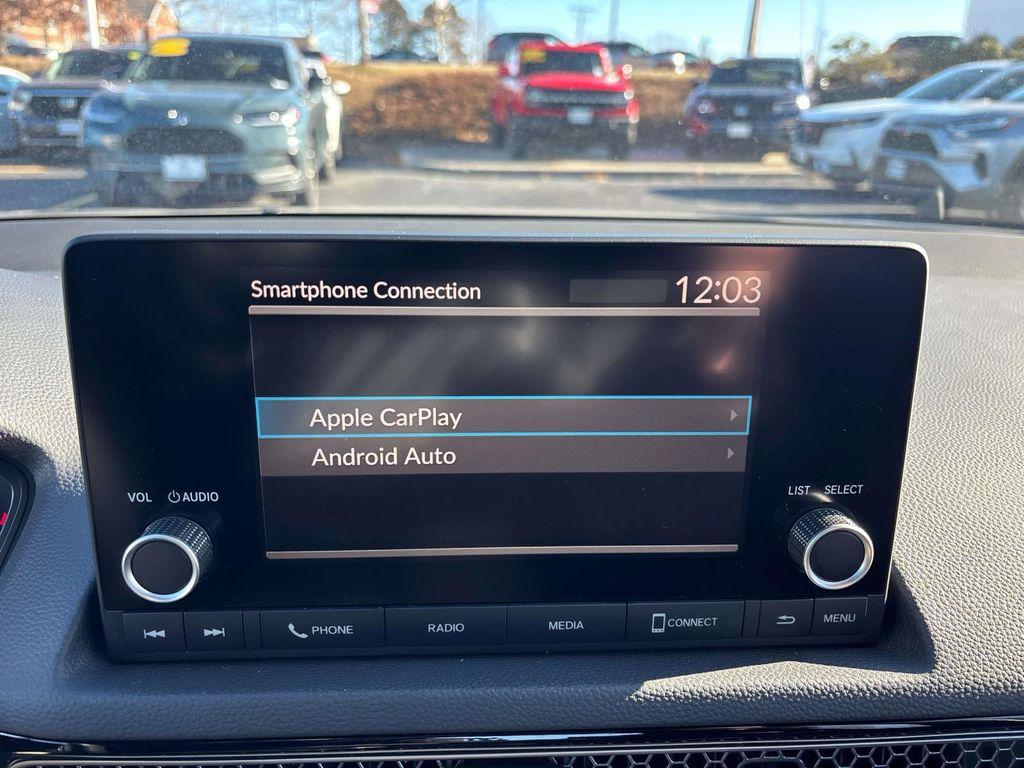 Smartphone Connection 12:03
Apple CarPlay
Android Auto
VOL AUDIO LIST SELECT
PHONE RADIO MEDIA CONNECT MENU